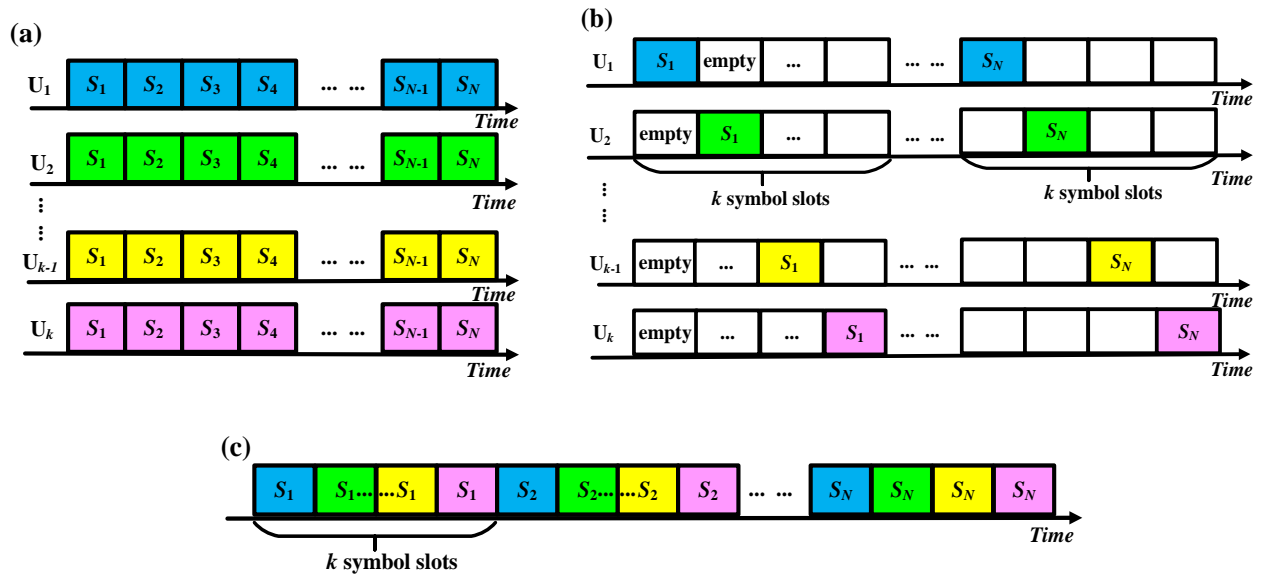 (a)
U1 S1 S2 S3 S4 ... ... SN-1 SN
Time
U2 S1 S2 S3 S4 ... ... SN-1 SN
Time
... ...
Uk-1 S1 S2 S3 S4 ... ... SN-1 SN
Time
Uk S1 S2 S3 S4 ... ... SN-1 SN
Time
(b)
U1 S1 empty ... ... ... SN
Time
U2 empty S1 ... ... ... SN
Time
k symbol slots k symbol slots
... ...
Uk-1 empty ... S1 ... ... SN
Time
Uk empty ... ... S1 ... ... SN
Time
(c)
S1 S1... ...S1 S1 S2 S2... ...S2 S2 ... ... SN SN SN SN
Time
k symbol slots